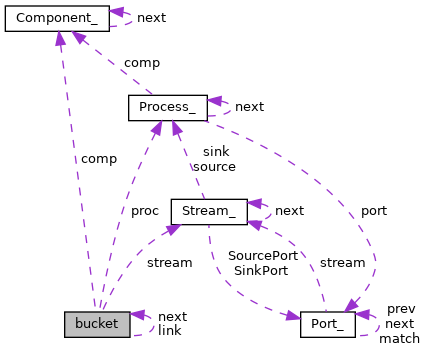 Component_
next
comp
Process_
next
sink
source
comp
proc
port
Stream_
next
SourcePort
SinkPort
stream
stream
bucket
next
link
Port_
prev
next
match